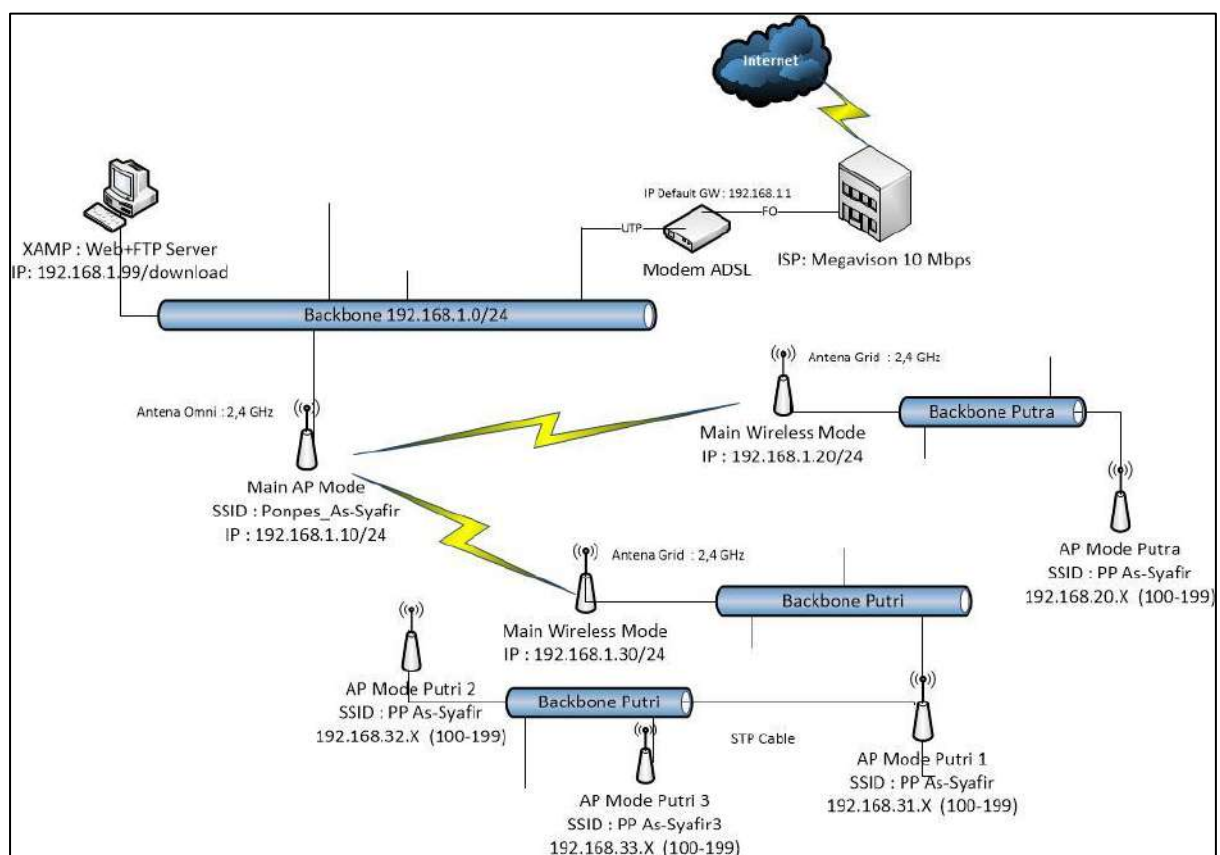 Internet
IP Default GW : 192.168.1.1
FO
UTP
Modem ADSL
ISP: Megavison 10 Mbps
XAMP : Web+FTP Server
IP: 192.168.1.99/download
Backbone 192.168.1.0/24
Antena Omni : 2,4 GHz
Main AP Mode
SSID : Ponpes_As-Syafir
IP : 192.168.1.10/24
Antena Grid : 2,4 GHz
Main Wireless Mode
IP : 192.168.1.20/24
Backbone Putra
AP Mode Putra
SSID : PP As-Syafir
192.168.20.X (100-199)
Antena Grid : 2,4 GHz
Main Wireless Mode
IP : 192.168.1.30/24
Backbone Putri
AP Mode Putri 2
SSID : PP As-Syafir
192.168.32.X (100-199)
Backbone Putri
STP Cable
AP Mode Putri 3
SSID : PP As-Syafir3
192.168.33.X (100-199)
AP Mode Putri 1
SSID : PP As-Syafir
192.168.31.X (100-199)